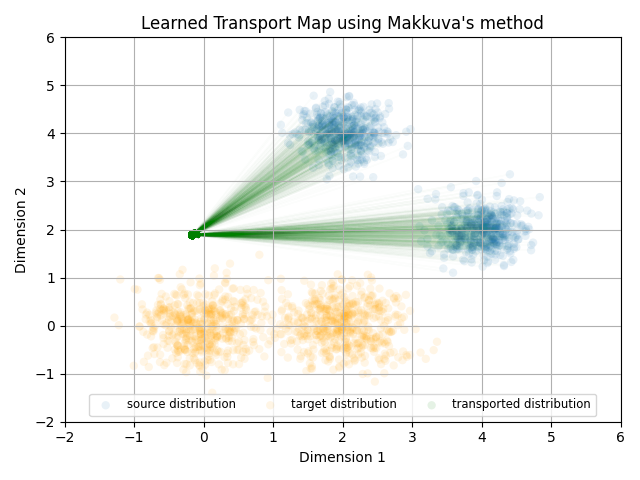 Learned Transport Map using Makkuva's method
6
5
4
3
2
1
0
−1
−2
Dimension 2
source distribution target distribution transported distribution
−2 −1 0 1 2 3 4 5 6
Dimension 1